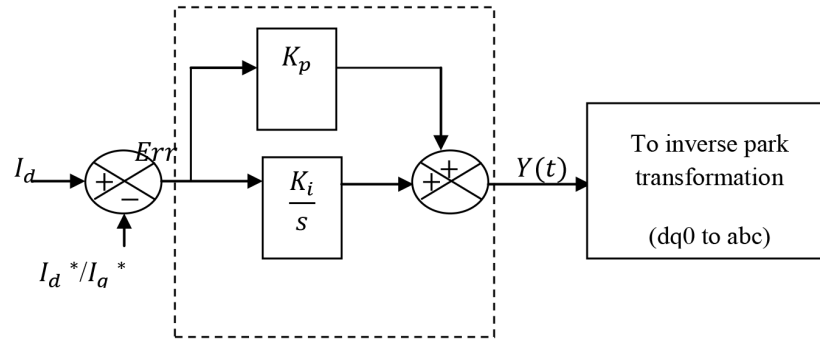 K_p
Err
I_d
+
−
K_i
s
+
+
Y(t)
I_d */I_q *
To inverse park
transformation
(dq0 to abc)